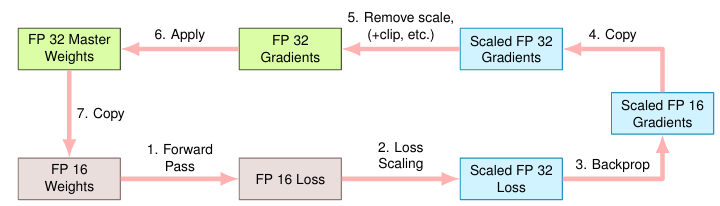 FP 32 Master
Weights
6. Apply
FP 32
Gradients
5. Remove scale,
(+clip, etc.)
Scaled FP 32
Gradients
4. Copy
Scaled FP 16
Gradients
7. Copy
FP 16
Weights
1. Forward
Pass
FP 16 Loss
2. Loss
Scaling
Scaled FP 32
Loss
3. Backprop